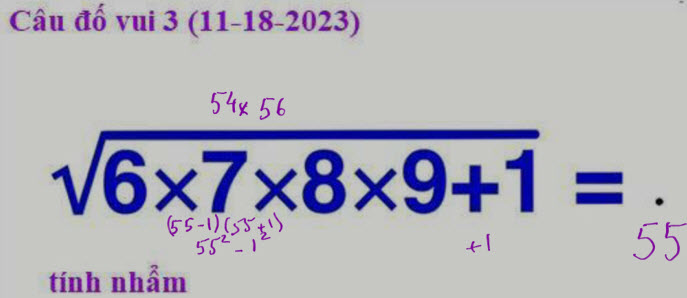 Câu đố vui 3 (11-18-2023)
54x 56
√6×7×8×9+1 = .
(55-1)(55+1)
55² - 1² +1 55
tính nhẩm